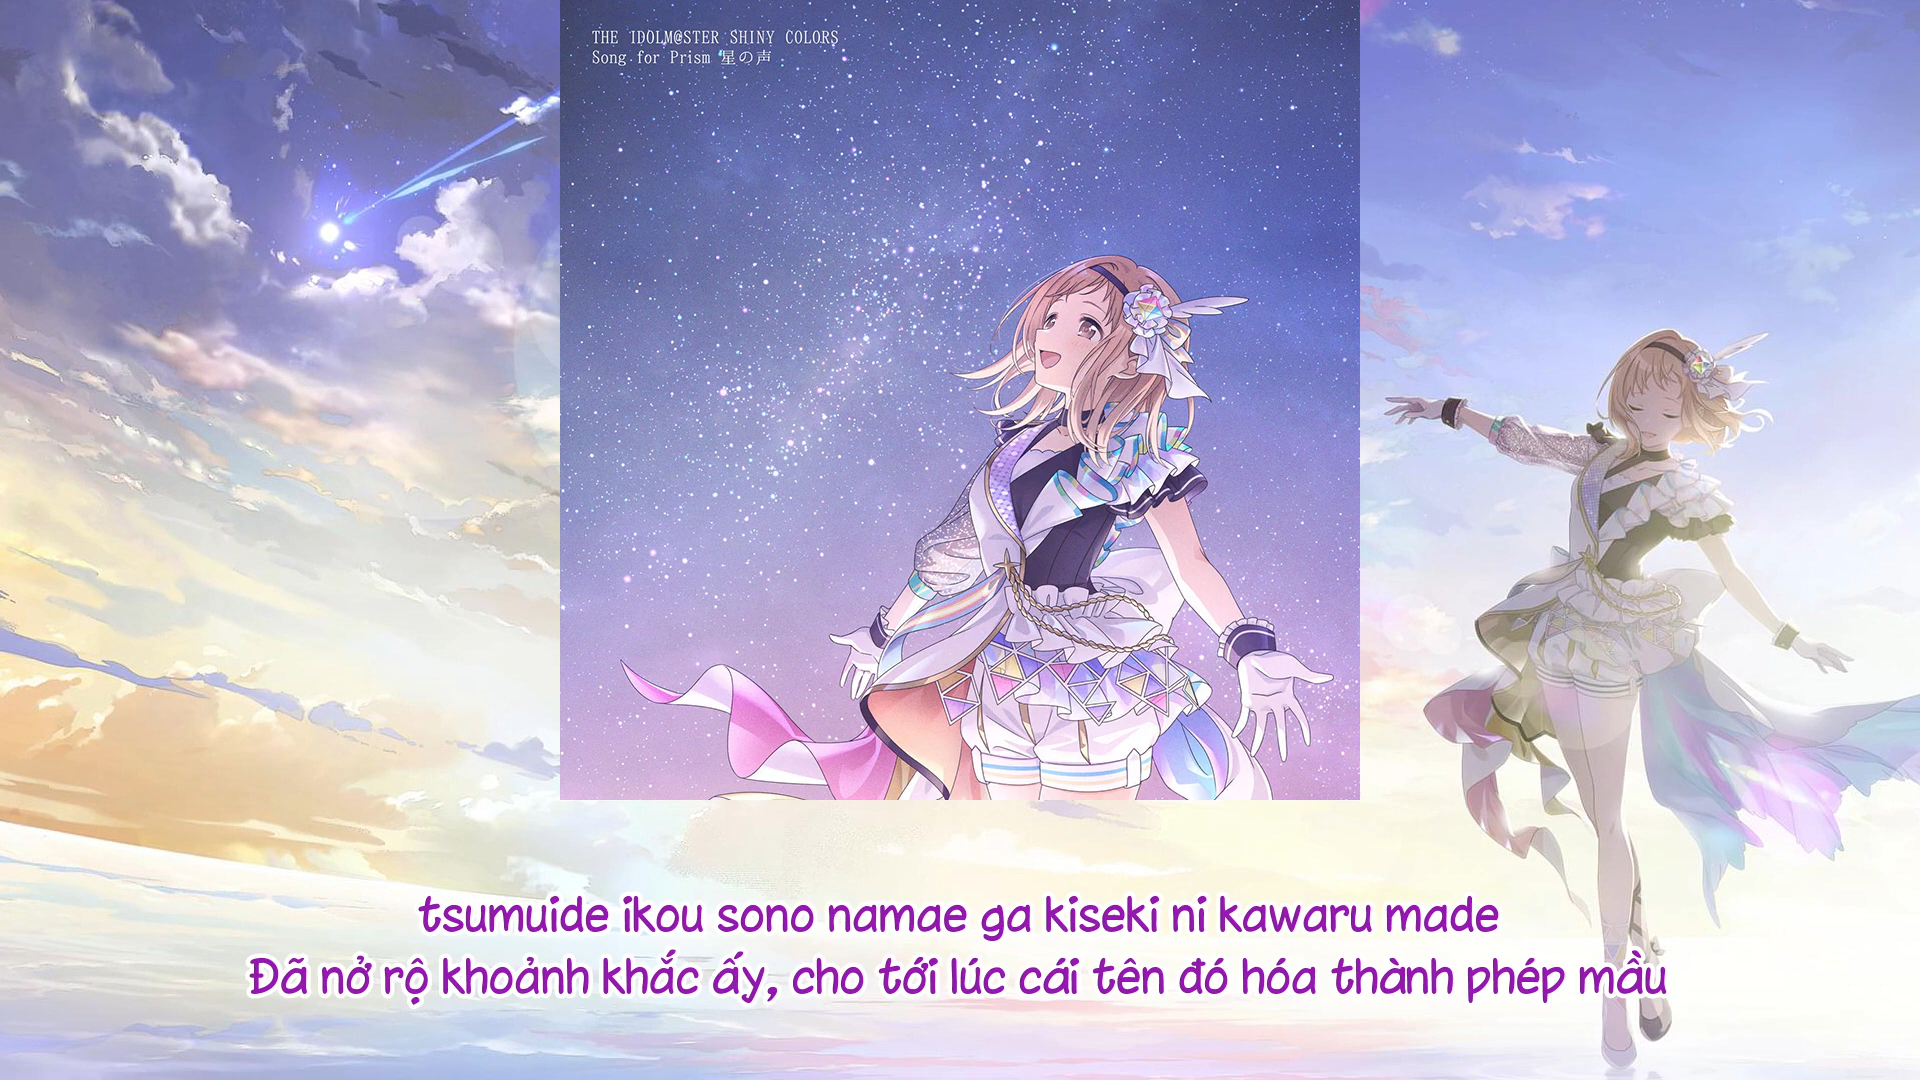 THE IDOLM@STER SHINY COLORS
Song for Prism 星の声
tsumuide ikou sono namae ga kiseki ni kawaru made
Đã nở rộ khoảnh khắc ấy, cho tới lúc cái tên đó hóa thành phép mầu